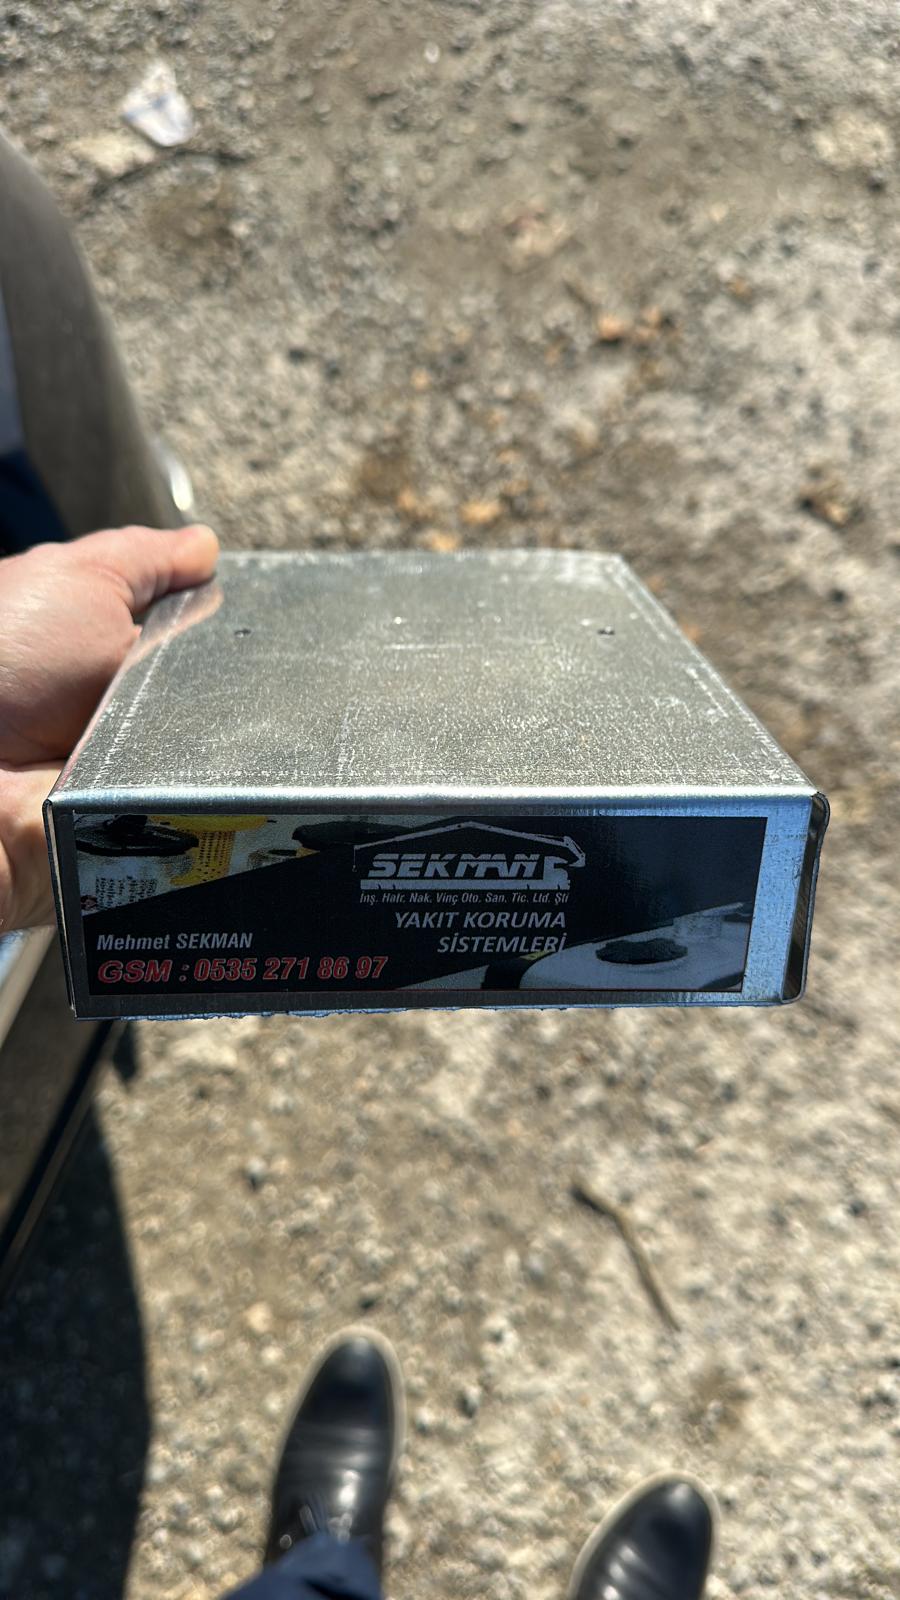 SEKMAN
İnş. Hafr. Nak. Vinç Oto. San. Tic. Ltd. Şti
YAKIT KORUMA
SİSTEMLERİ
Mehmet SEKMAN
GSM : 0535 271 86 97